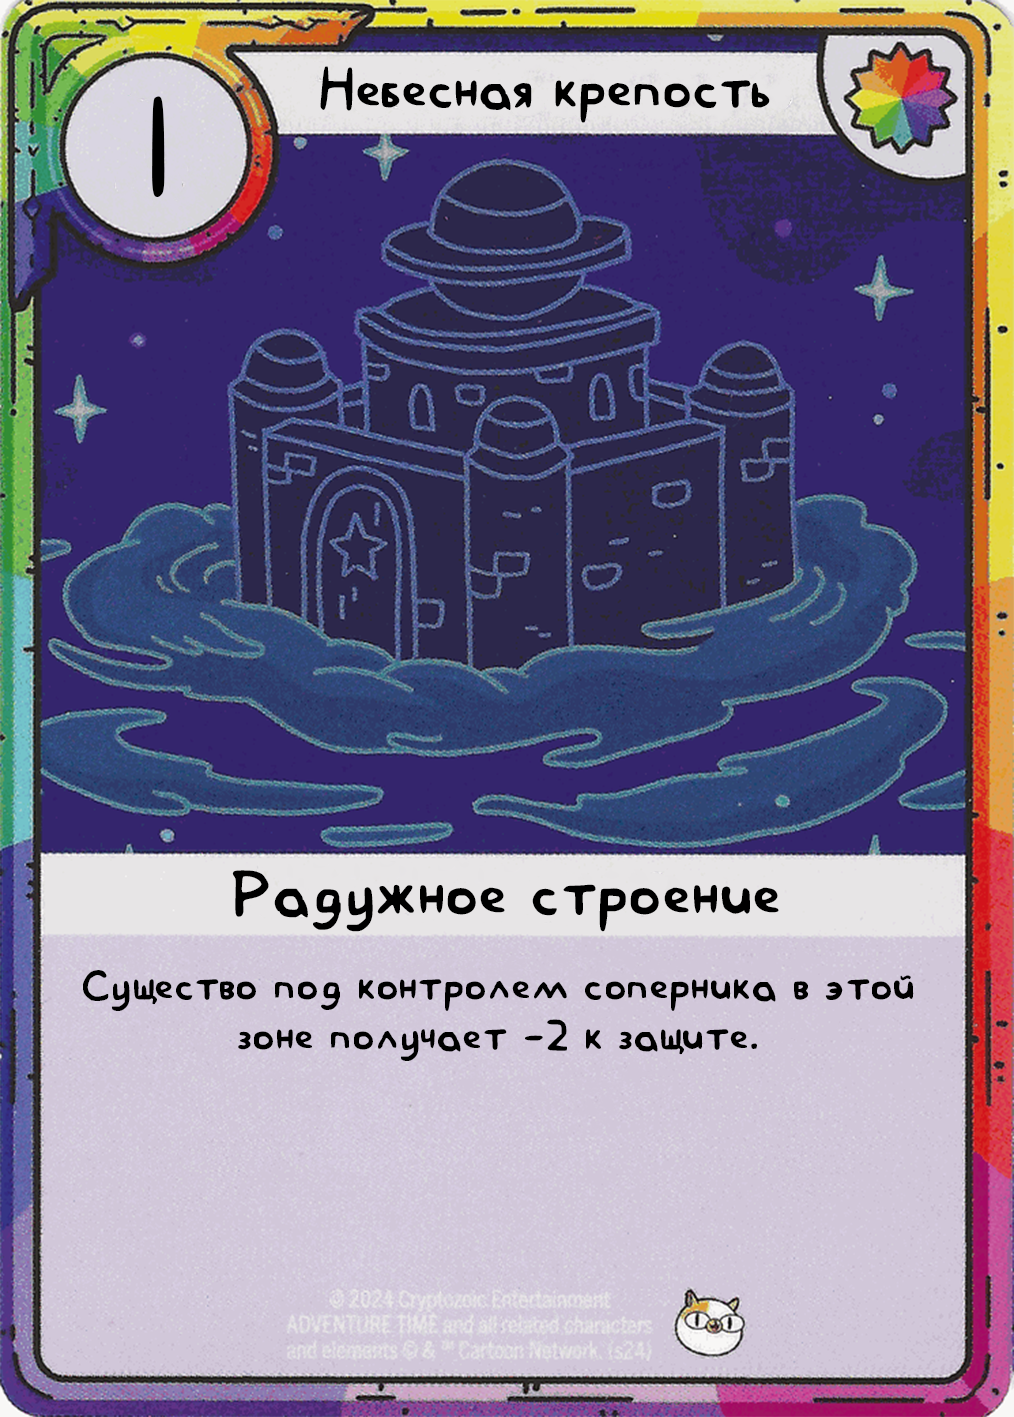 1
Небесная крепость
Радужное строение
Существо под контролем соперника в этой
зоне получает -2 к защите.
© 2024 Cryptozoic Entertainment
ADVENTURE TIME and all related characters
and elements © & ™ Cartoon Network. (s24)